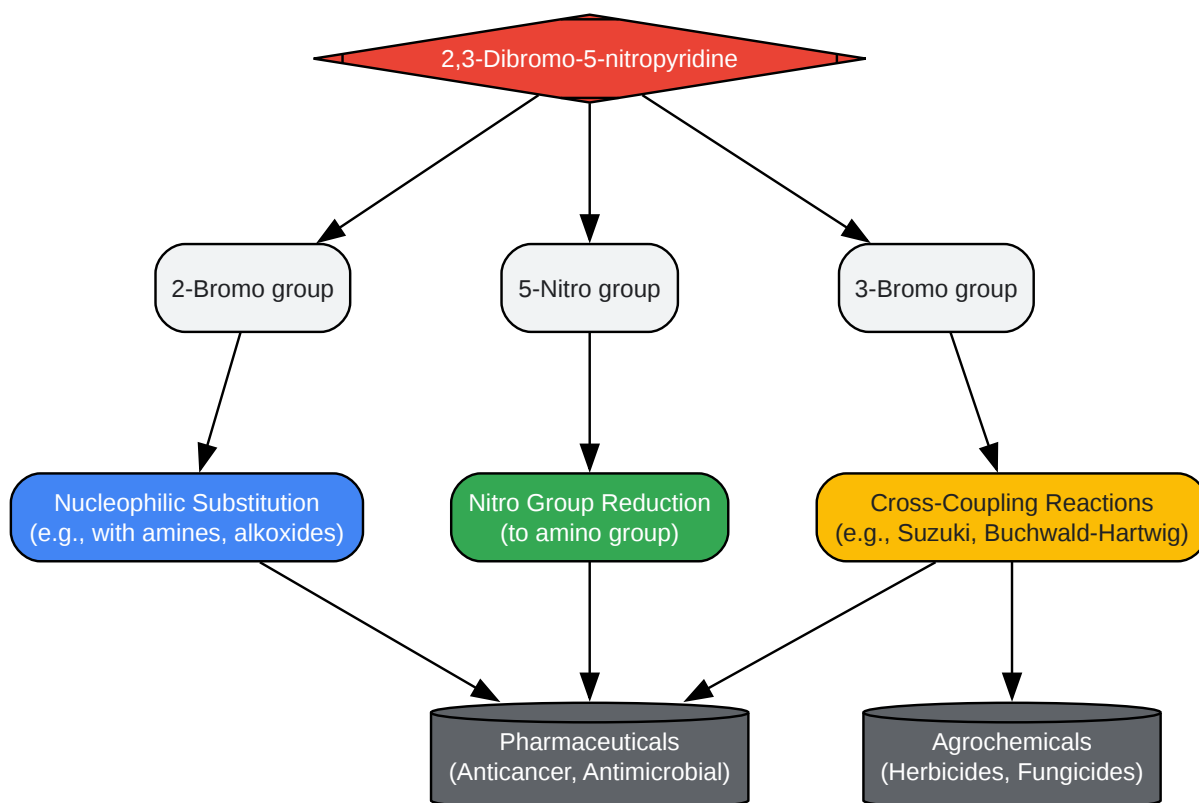 2,3-Dibromo-5-nitropyridine
2-Bromo group
5-Nitro group
3-Bromo group
Nucleophilic Substitution
(e.g., with amines, alkoxides)
Nitro Group Reduction
(to amino group)
Cross-Coupling Reactions
(e.g., Suzuki, Buchwald-Hartwig)
Pharmaceuticals
(Anticancer, Antimicrobial)
Agrochemicals
(Herbicides, Fungicides)